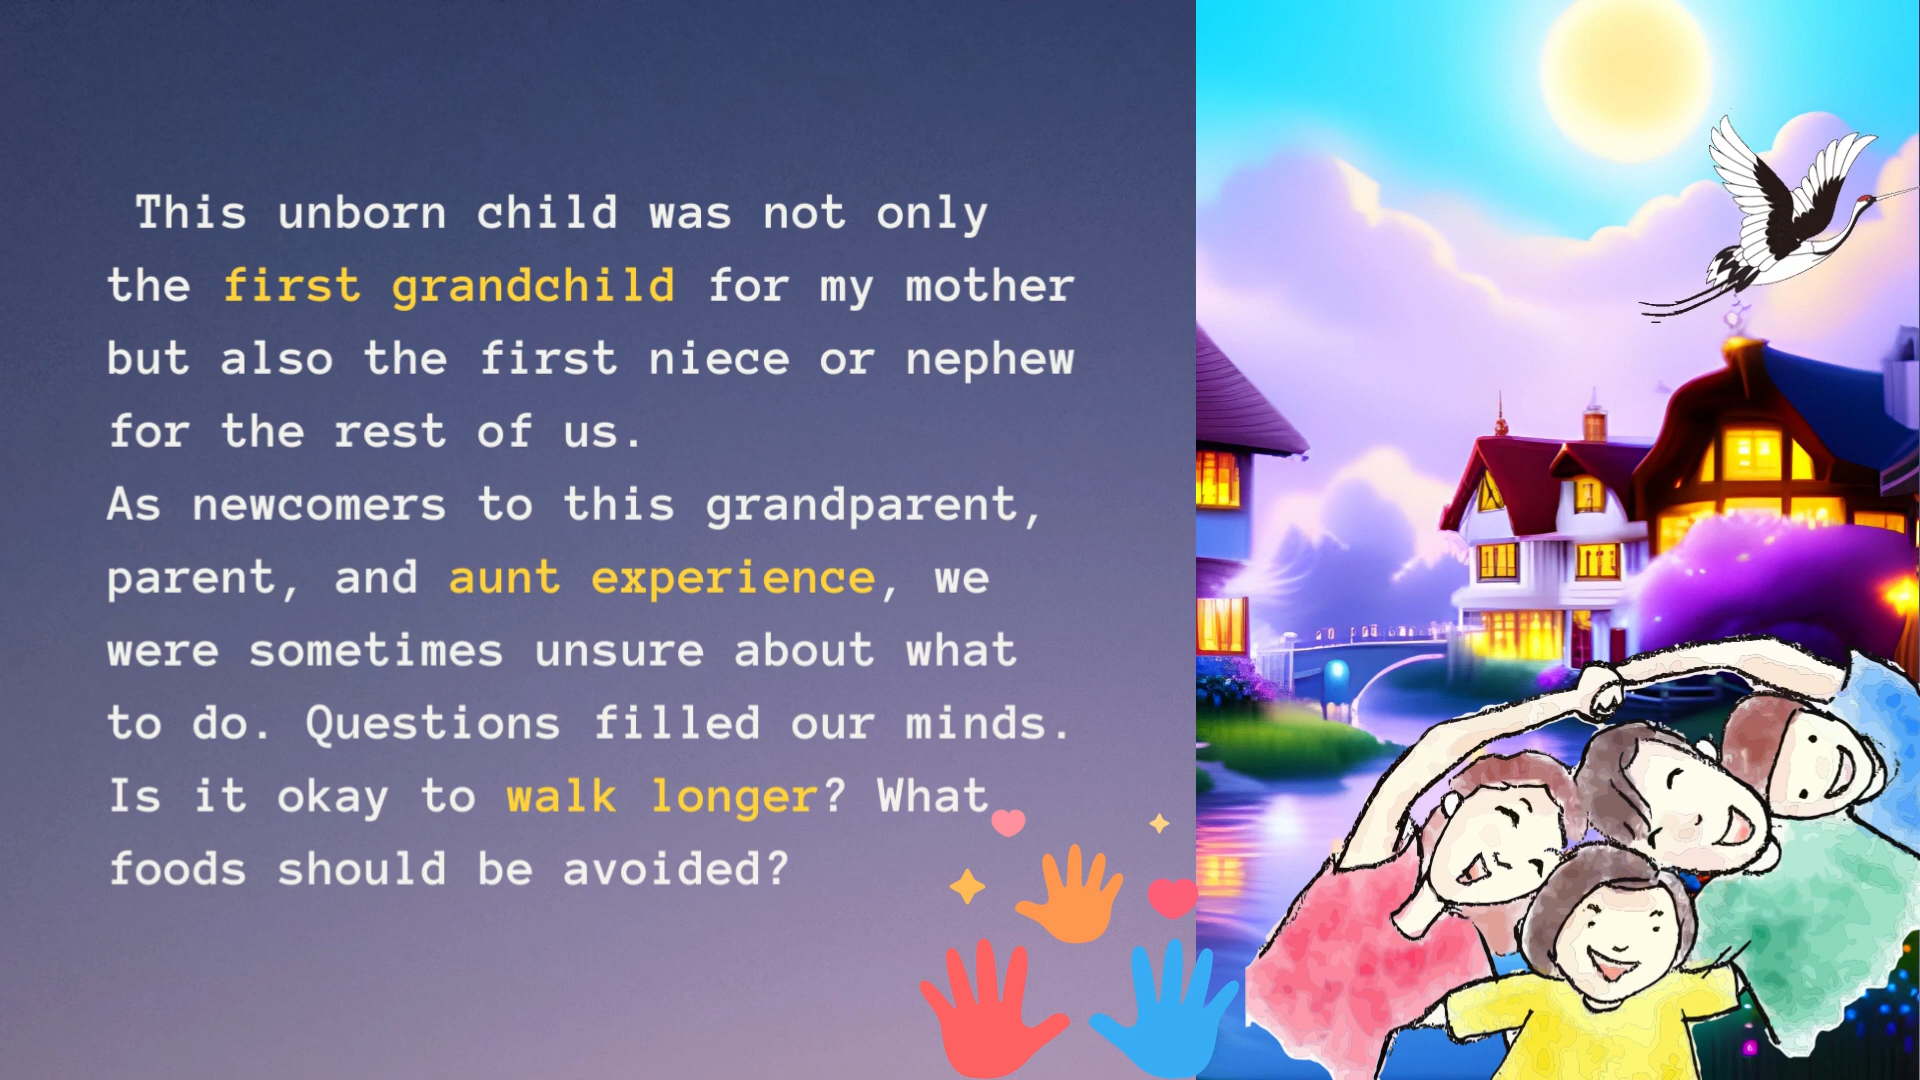 This unborn child was not only
the first grandchild for my mother
but also the first niece or nephew
for the rest of us.
As newcomers to this grandparent,
parent, and aunt experience, we
were sometimes unsure about what
to do. Questions filled our minds.
Is it okay to walk longer? What
foods should be avoided?